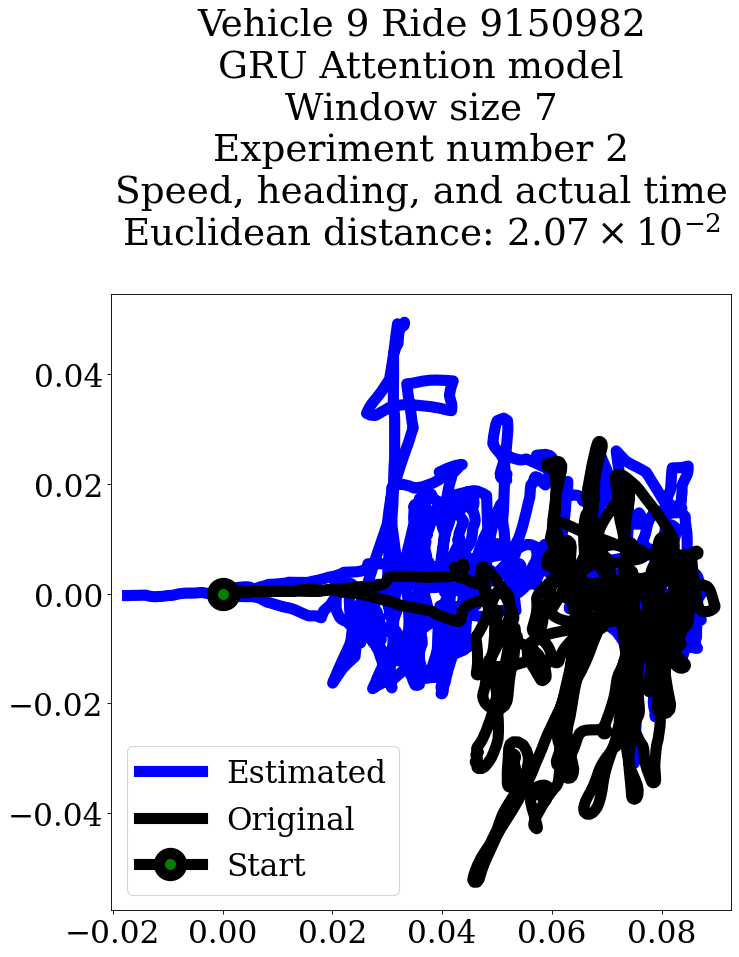 Vehicle 9 Ride 9150982
GRU Attention model
Window size 7
Experiment number 2
Speed, heading, and actual time
Euclidean distance: 2.07 × 10⁻²
0.04
0.02
0.00
−0.02
−0.04
Estimated
Original
Start
−0.02 0.00 0.02 0.04 0.06 0.08